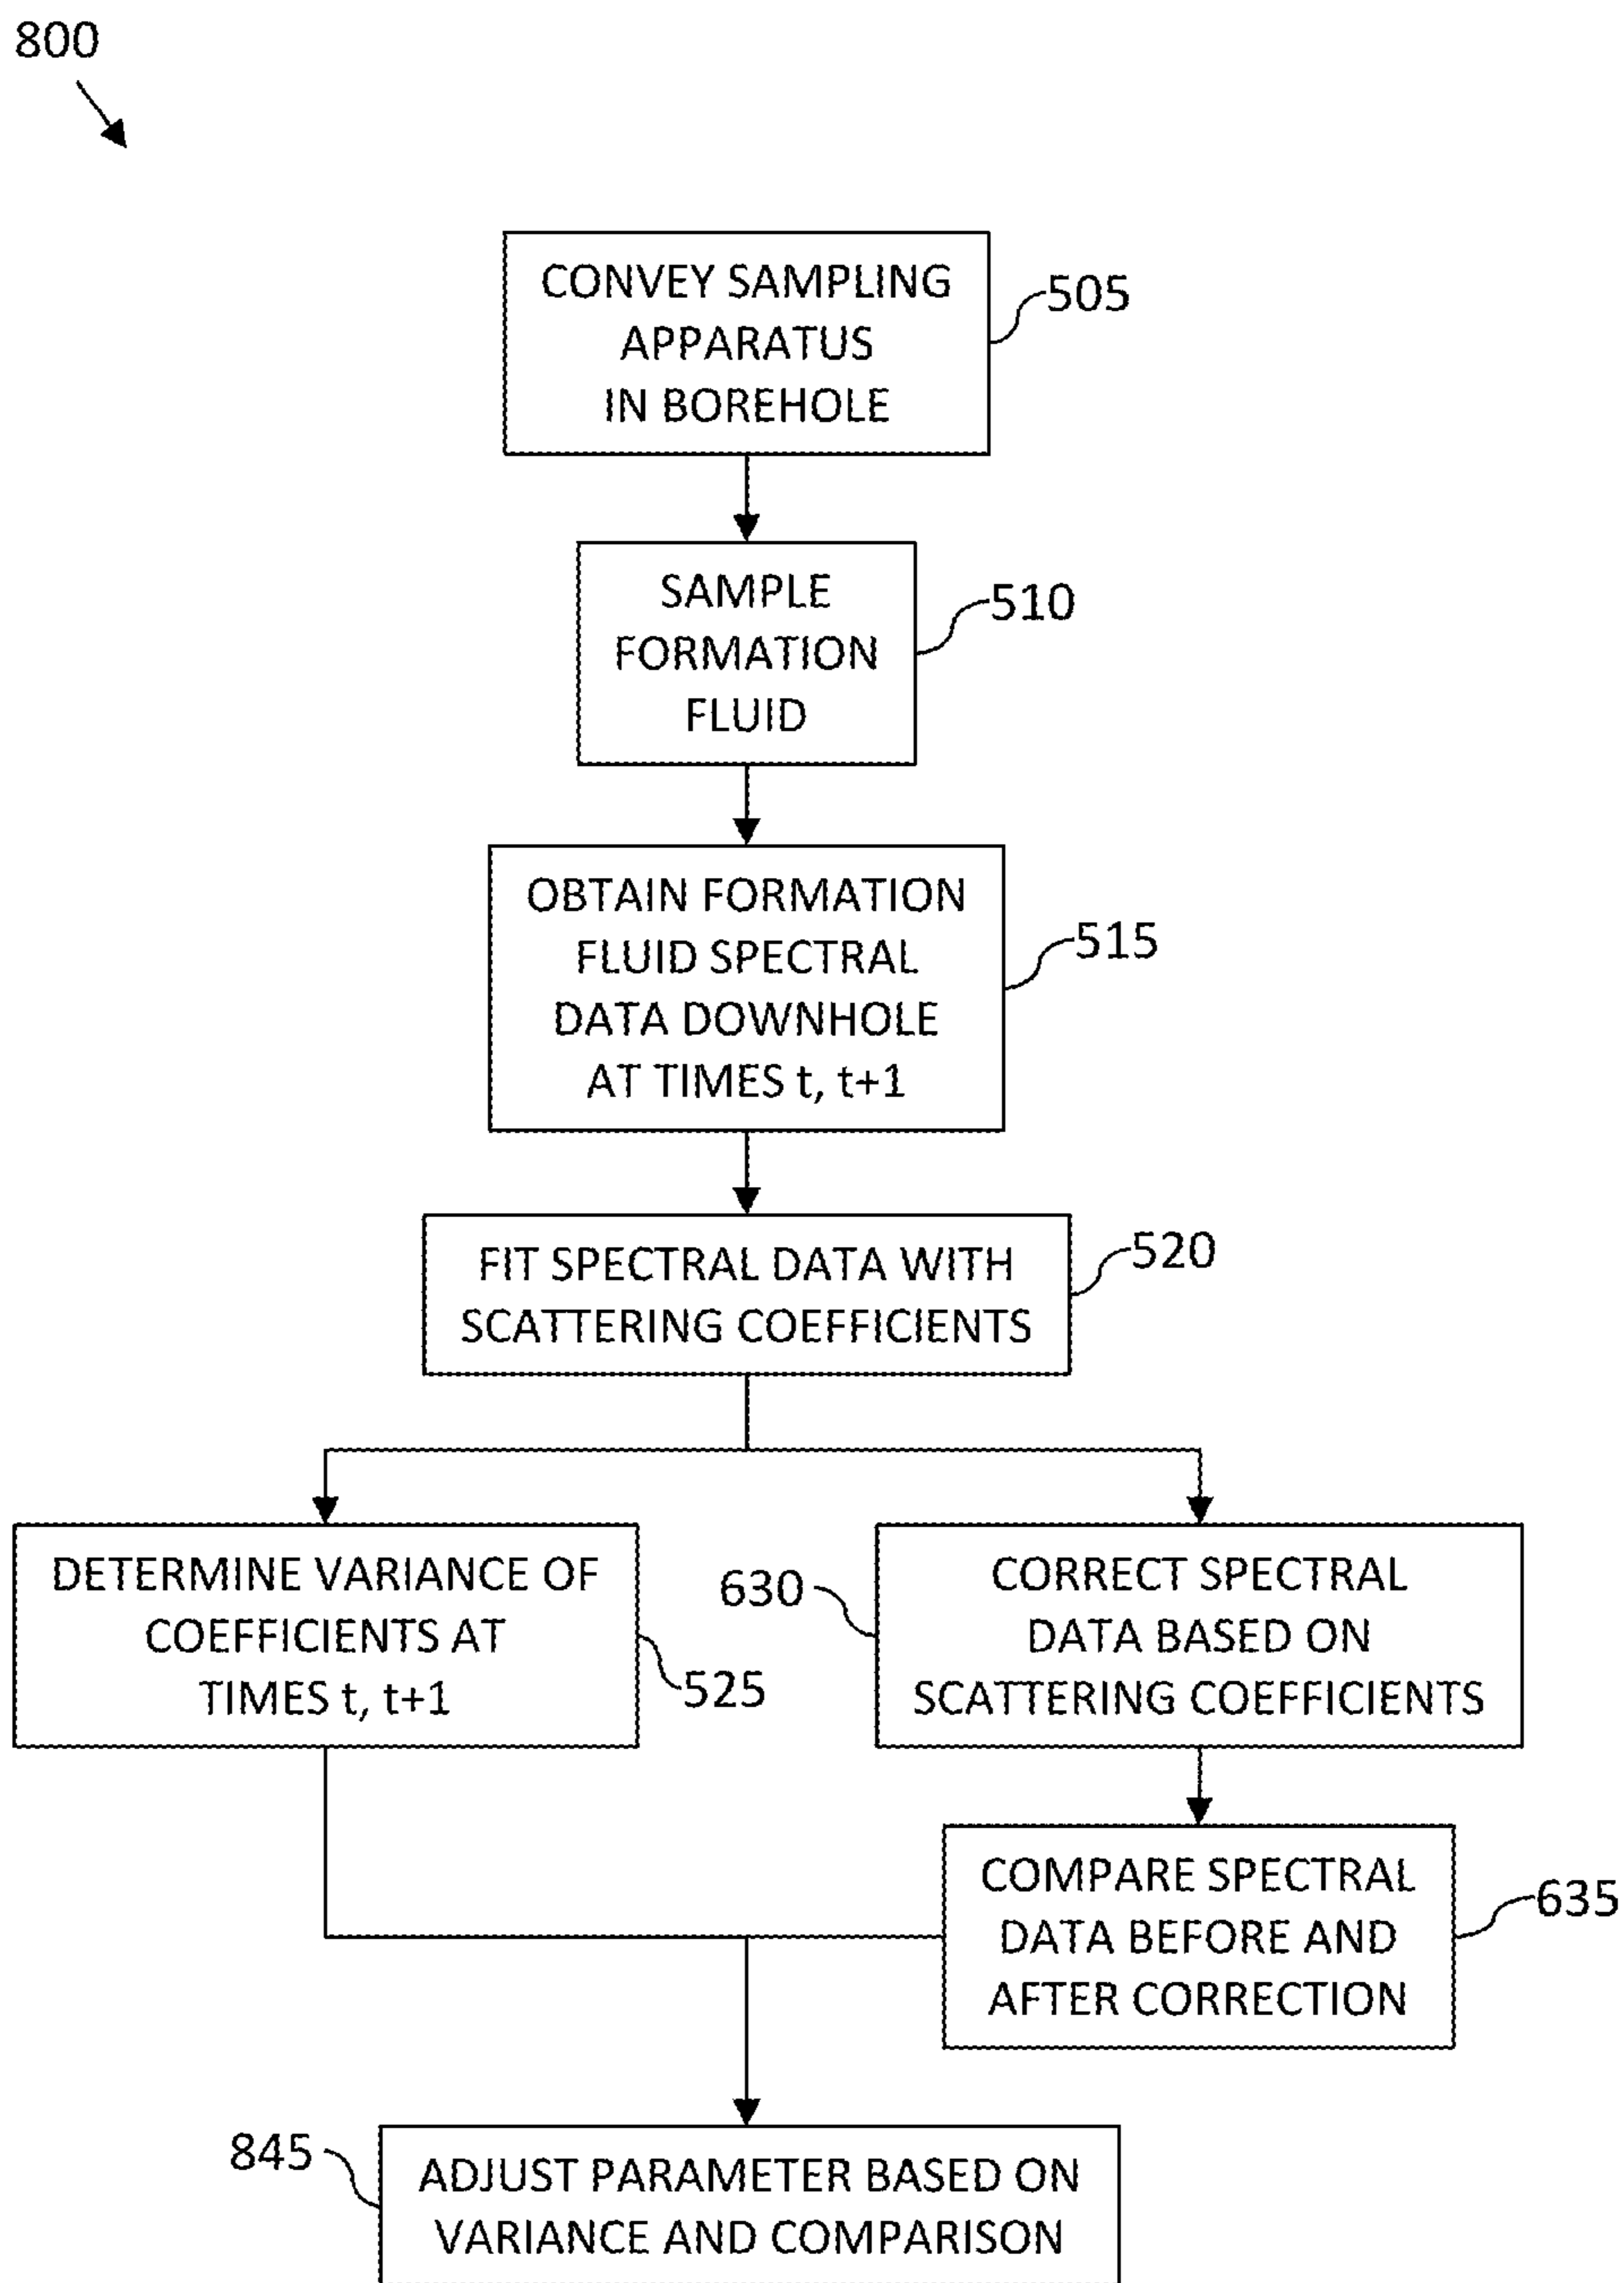 800
CONVEY SAMPLING
APPARATUS
IN BOREHOLE
505
SAMPLE
FORMATION
FLUID
510
OBTAIN FORMATION
FLUID SPECTRAL
DATA DOWNHOLE
AT TIMES t, t+1
515
FIT SPECTRAL DATA WITH
SCATTERING COEFFICIENTS
520
DETERMINE VARIANCE OF
COEFFICIENTS AT
TIMES t, t+1
525
630
CORRECT SPECTRAL
DATA BASED ON
SCATTERING COEFFICIENTS
COMPARE SPECTRAL
DATA BEFORE AND
AFTER CORRECTION
635
845
ADJUST PARAMETER BASED ON
VARIANCE AND COMPARISON